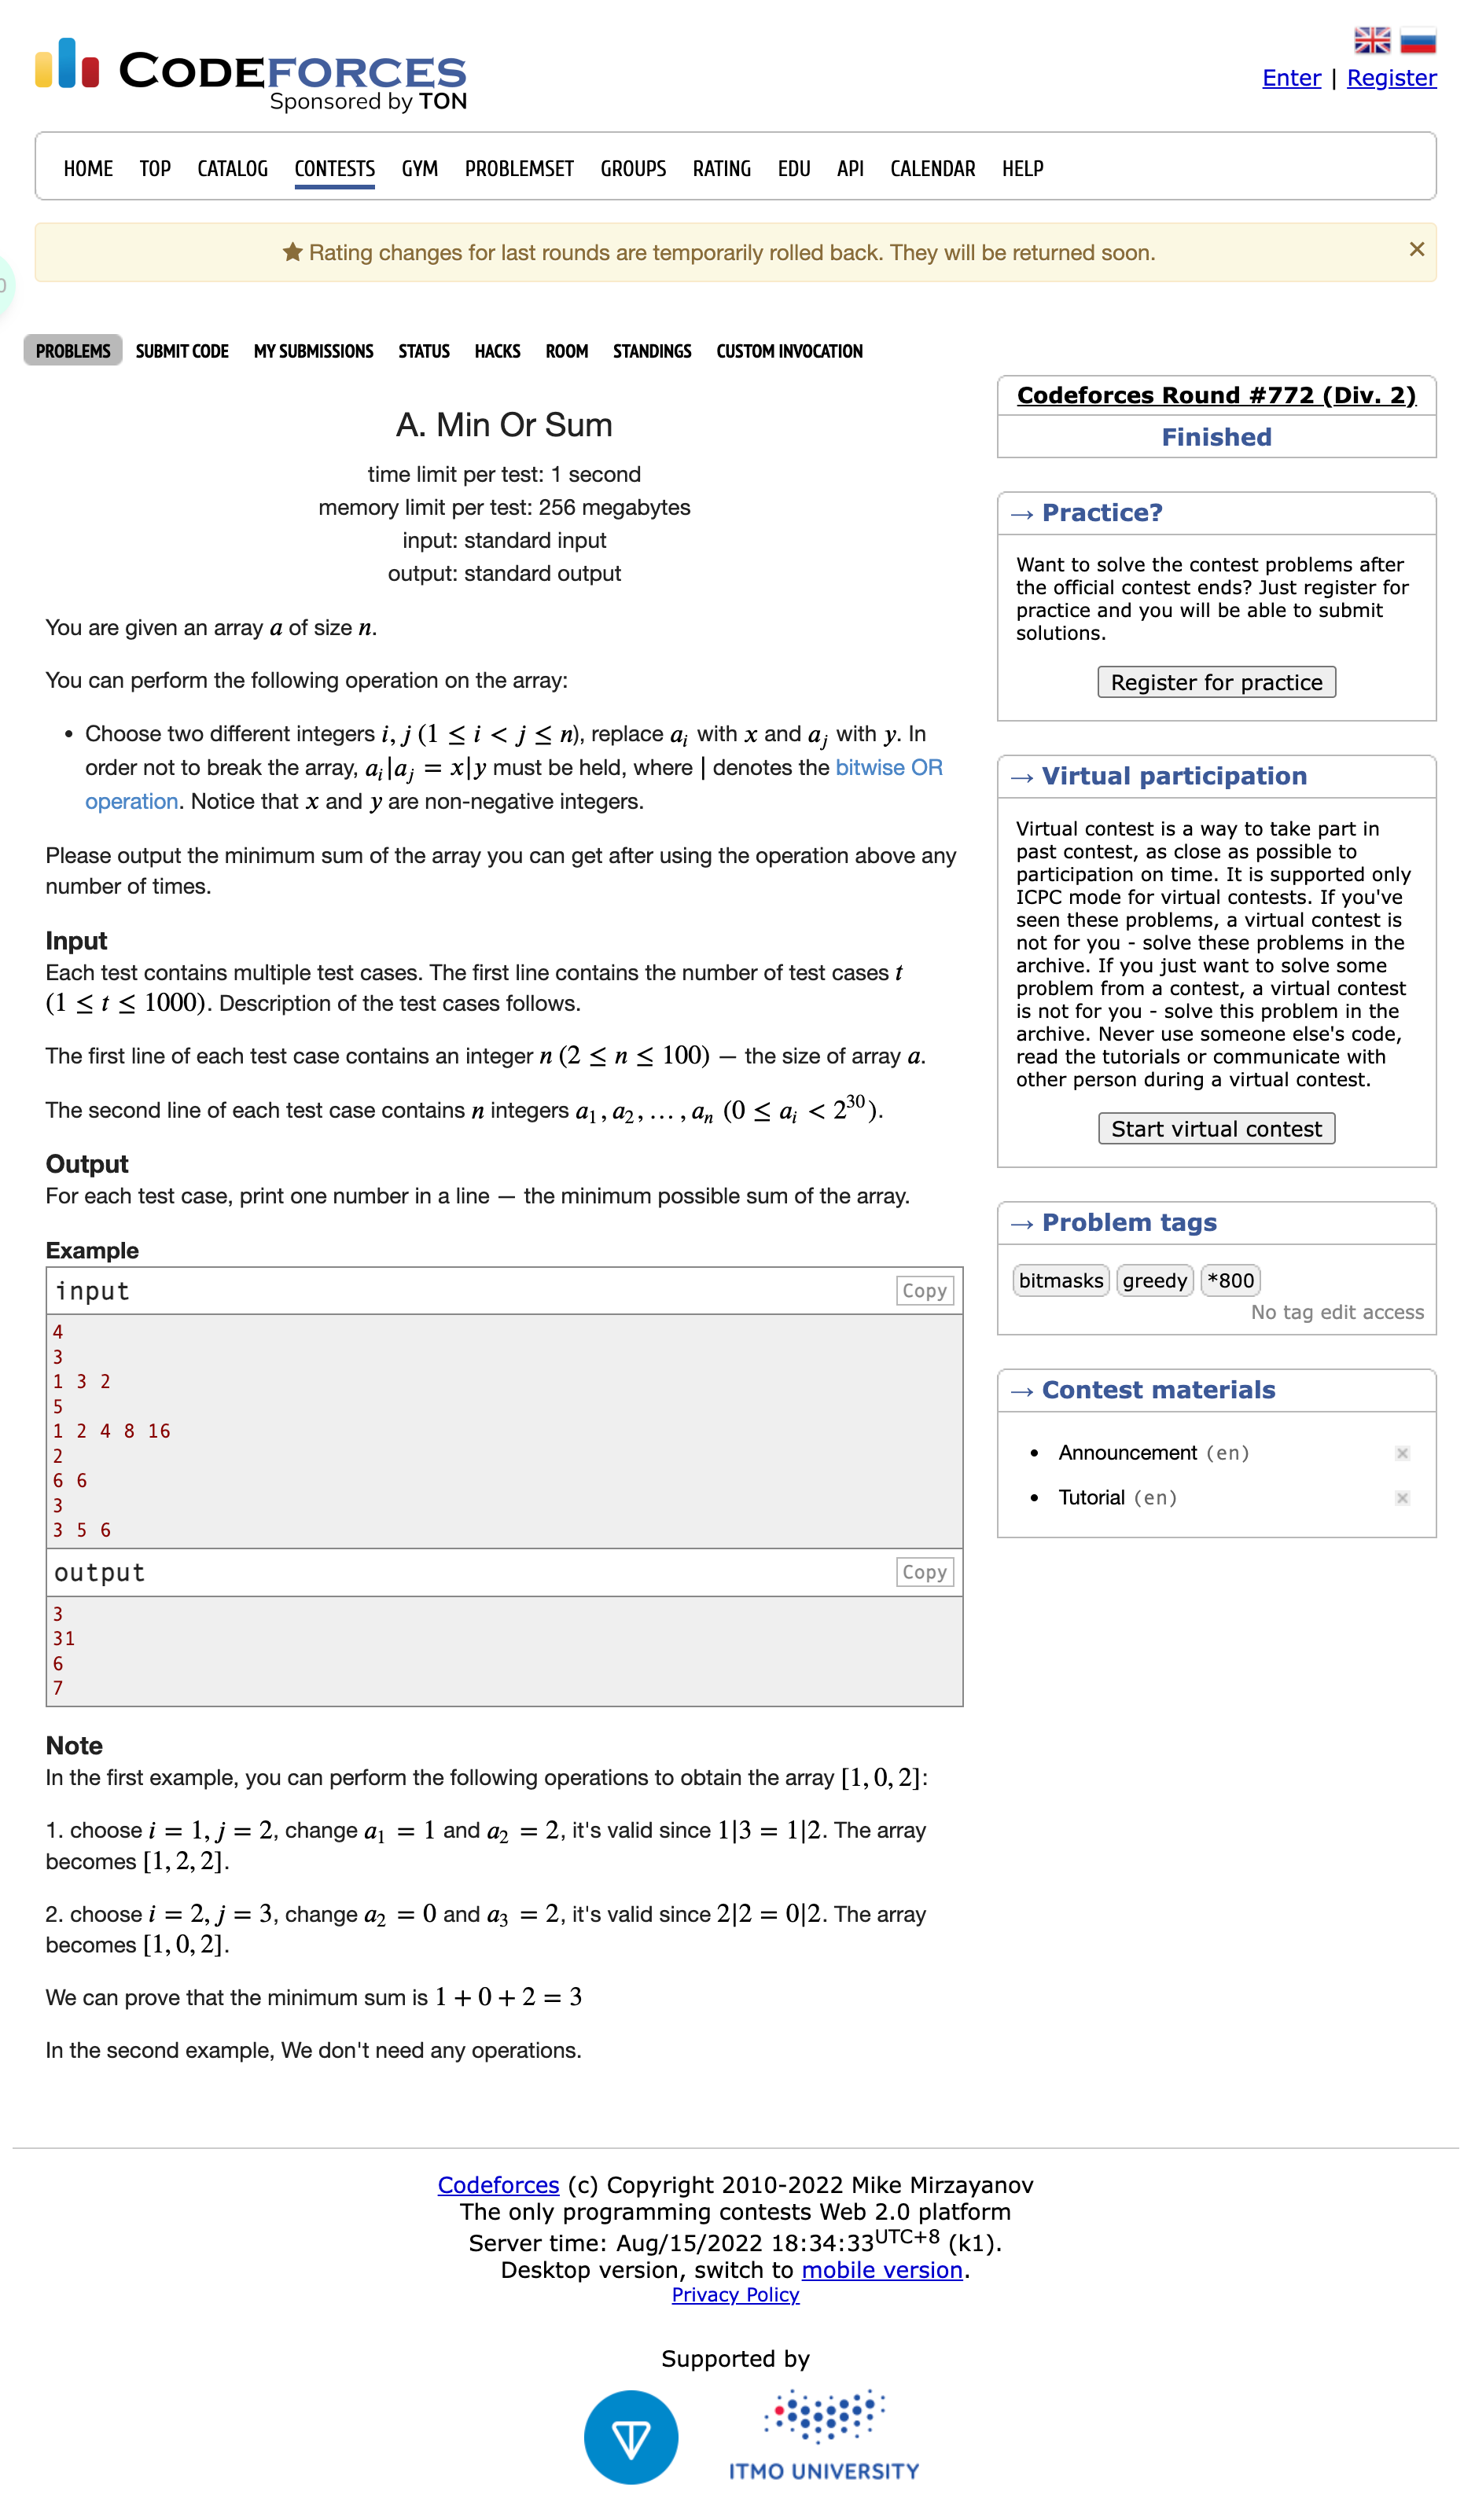 CODEFORCES
Sponsored by TON
Enter | Register
HOME TOP CATALOG CONTESTS GYM PROBLEMSET GROUPS RATING EDU API CALENDAR HELP
★ Rating changes for last rounds are temporarily rolled back. They will be returned soon. ×
PROBLEMS SUBMIT CODE MY SUBMISSIONS STATUS HACKS ROOM STANDINGS CUSTOM INVOCATION
A. Min Or Sum
time limit per test: 1 second
memory limit per test: 256 megabytes
input: standard input
output: standard output
You are given an array a of size n.
You can perform the following operation on the array:
• Choose two different integers i, j (1 ≤ i < j ≤ n), replace a_i with x and a_j with y. In
order not to break the array, a_i|a_j = x|y must be held, where | denotes the bitwise OR
operation. Notice that x and y are non-negative integers.
Please output the minimum sum of the array you can get after using the operation above any
number of times.
Input
Each test contains multiple test cases. The first line contains the number of test cases t
(1 ≤ t ≤ 1000). Description of the test cases follows.
The first line of each test case contains an integer n (2 ≤ n ≤ 100) — the size of array a.
The second line of each test case contains n integers a_1, a_2, …, a_n (0 ≤ a_i < 2^30).
Output
For each test case, print one number in a line — the minimum possible sum of the array.
Example
input Copy
4
3
1 3 2
5
1 2 4 8 16
2
6 6
3
3 5 6
output Copy
3
31
6
7
Note
In the first example, you can perform the following operations to obtain the array [1, 0, 2]:
1. choose i = 1, j = 2, change a_1 = 1 and a_2 = 2, it's valid since 1|3 = 1|2. The array
becomes [1, 2, 2].
2. choose i = 2, j = 3, change a_2 = 0 and a_3 = 2, it's valid since 2|2 = 0|2. The array
becomes [1, 0, 2].
We can prove that the minimum sum is 1 + 0 + 2 = 3
In the second example, We don't need any operations.
Codeforces Round #772 (Div. 2)
Finished
→ Practice?
Want to solve the contest problems after
the official contest ends? Just register for
practice and you will be able to submit
solutions.
Register for practice
→ Virtual participation
Virtual contest is a way to take part in
past contest, as close as possible to
participation on time. It is supported only
ICPC mode for virtual contests. If you've
seen these problems, a virtual contest is
not for you - solve these problems in the
archive. If you just want to solve some
problem from a contest, a virtual contest
is not for you - solve this problem in the
archive. Never use someone else's code,
read the tutorials or communicate with
other person during a virtual contest.
Start virtual contest
→ Problem tags
bitmasks greedy *800
No tag edit access
→ Contest materials
• Announcement (en)
• Tutorial (en)
Codeforces (c) Copyright 2010-2022 Mike Mirzayanov
The only programming contests Web 2.0 platform
Server time: Aug/15/2022 18:34:33UTC+8 (k1).
Desktop version, switch to mobile version.
Privacy Policy
Supported by
ITMO UNIVERSITY